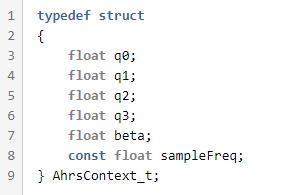 1 typedef struct
2 {
3     float q0;
4     float q1;
5     float q2;
6     float q3;
7     float beta;
8     const float sampleFreq;
9 } AhrsContext_t;